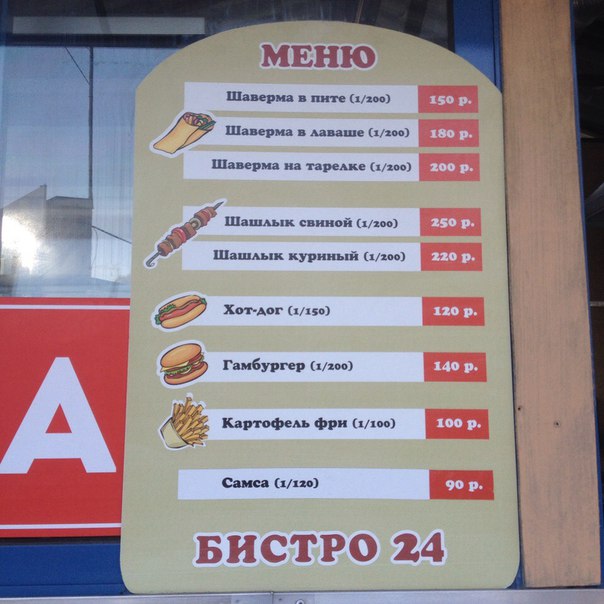 МЕНЮ
Шаверма в пите (1/200) 150 р.
Шаверма в лаваше (1/200) 180 р.
Шаверма на тарелке (1/200) 200 р.
Шашлык свиной (1/200) 250 р.
Шашлык куриный (1/200) 220 р.
Хот-дог (1/150) 120 р.
Гамбургер (1/200) 140 р.
Картофель фри (1/100) 100 р.
Самса (1/120) 90 р.
БИСТРО 24
А